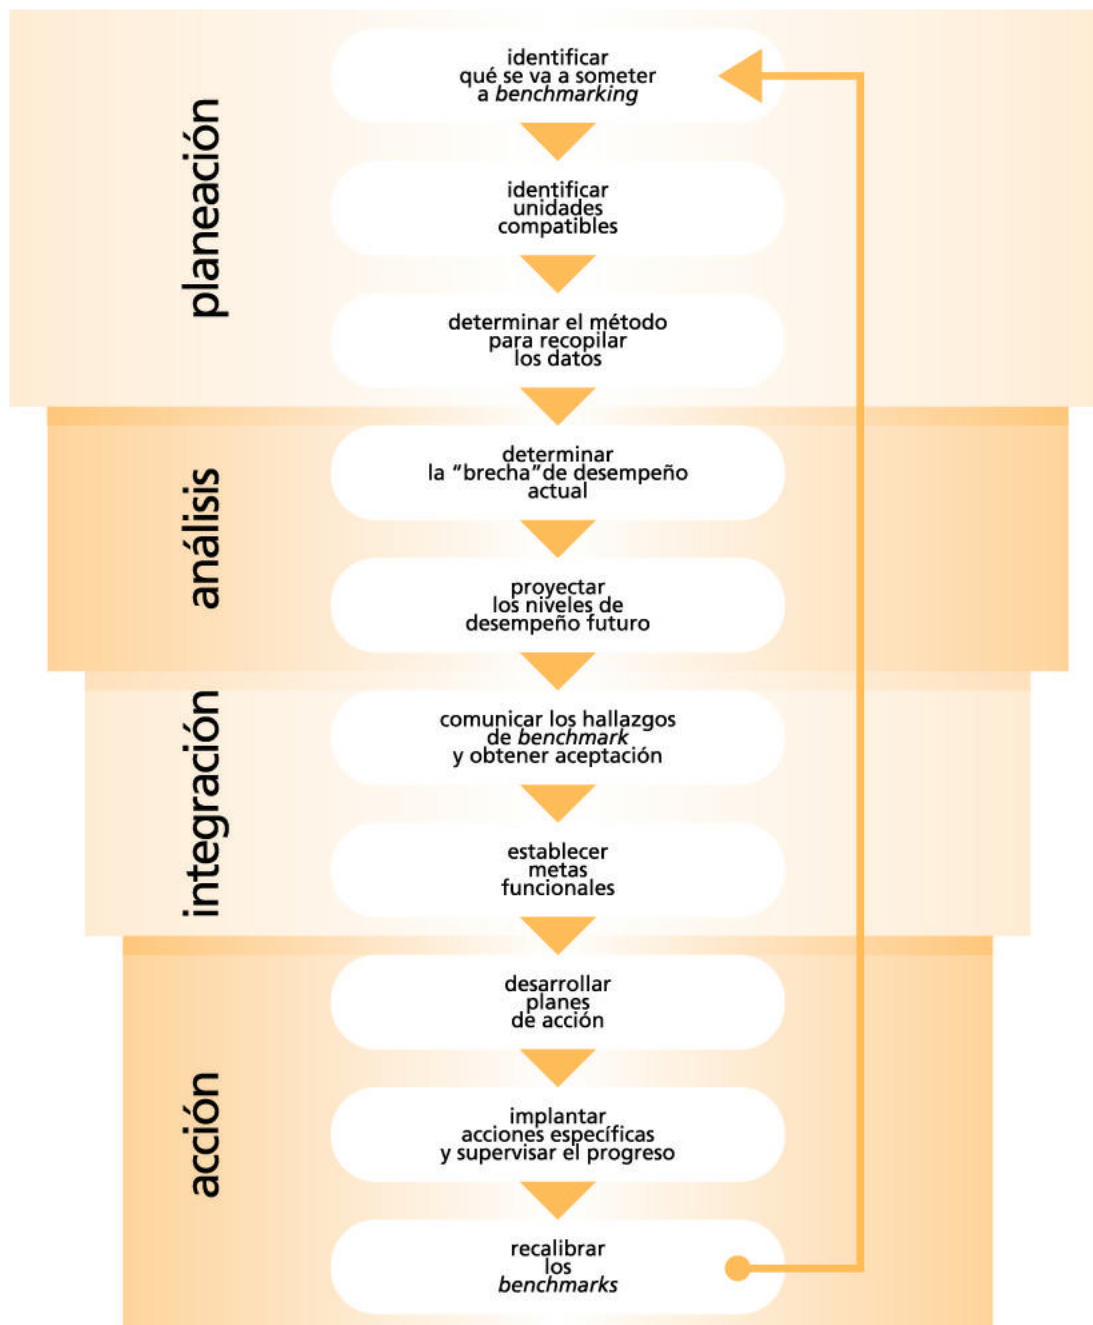 planeación
identificar
qué se va a someter
a benchmarking
identificar
unidades
compatibles
determinar el método
para recopilar
los datos
análisis
determinar
la “brecha”de desempeño
actual
proyectar
los niveles de
desempeño futuro
integración
comunicar los hallazgos
de benchmark
y obtener aceptación
establecer
metas
funcionales
acción
desarrollar
planes
de acción
implantar
acciones específicas
y supervisar el progreso
recalibrar
los
benchmarks